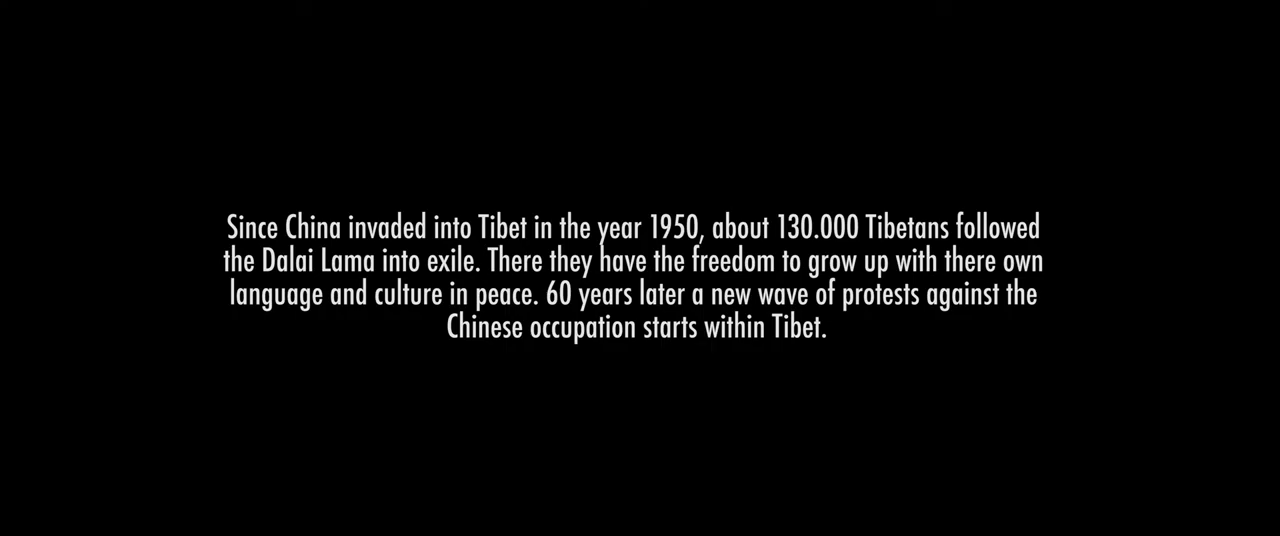 Since China invaded into Tibet in the year 1950, about 130.000 Tibetans followed
the Dalai Lama into exile. There they have the freedom to grow up with there own
language and culture in peace. 60 years later a new wave of protests against the
Chinese occupation starts within Tibet.